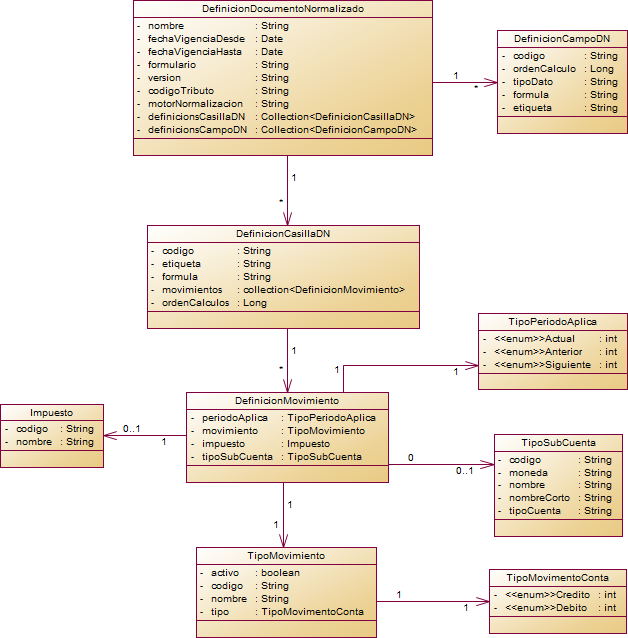 DefinicionDocumentoNormalizado
- nombre : String
- fechaVigenciaDesde : Date
- fechaVigenciaHasta : Date
- formulario : String
- version : String
- codigoTributo : String
- motorNormalizacion : String
- definicionsCasillaDN : Collection<DefinicionCasillaDN>
- definicionsCampoDN : Collection<DefinicionCampoDN>
1
*
DefinicionCampoDN
- codigo : String
- ordenCalculo : Long
- tipoDato : String
- formula : String
- etiqueta : String
1
*
DefinicionCasillaDN
- codigo : String
- etiqueta : String
- formula : String
- movimientos : collection<DefinicionMovimiento>
- ordenCalculos : Long
1
*
TipoPeriodoAplica
- <<enum>>Actual : int
- <<enum>>Anterior : int
- <<enum>>Siguiente : int
1
1
DefinicionMovimiento
- periodoAplica : TipoPeriodoAplica
- movimiento : TipoMovimiento
- impuesto : Impuesto
- tipoSubCuenta : TipoSubCuenta
Impuesto
- codigo : String
- nombre : String
0..1
1
TipoSubCuenta
- codigo : String
- moneda : String
- nombre : String
- nombreCorto : String
- tipoCuenta : String
0
0..1
1
1
TipoMovimiento
- activo : boolean
- codigo : String
- nombre : String
- tipo : TipoMovimentoConta
1
1
TipoMovimentoConta
- <<enum>>Credito : int
- <<enum>>Debito : int